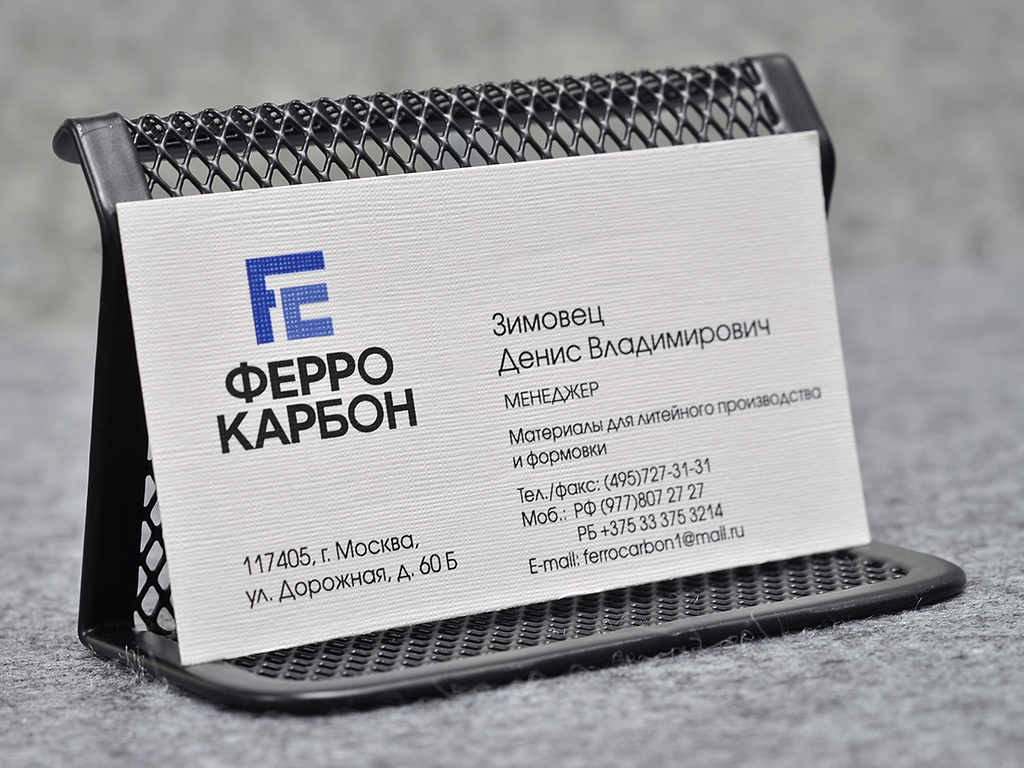 FC
ФЕРРО
КАРБОН
117405, г. Москва,
ул. Дорожная, д. 60 Б
Зимовец
Денис Владимирович
МЕНЕДЖЕР
Материалы для литейного производства
и формовки
Тел./факс: (495)727-31-31
Моб.: РФ (977)807 27 27
РБ +375 33 375 3214
E-mail: ferrocarbon1@mail.ru